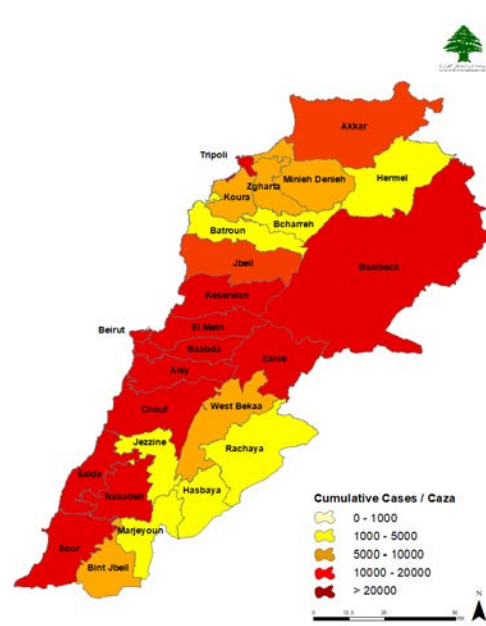 Akkar
Tripoli
Hermel
Zgharta
Minieh Denieh
Koura
Bcharreh
Batroun
Jbeil
Baalbeck
Keserwan
Beirut
El Metn
Baabda
Zahle
Aley
Chouf
West Bekaa
Jezzine
Rachaya
Saida
Hasbaya
Nabatieh
Marjeyoun
Sour
Bint Jbeil
Cumulative Cases / Caza
0 - 1000
1000 - 5000
5000 - 10000
10000 - 20000
> 20000
N